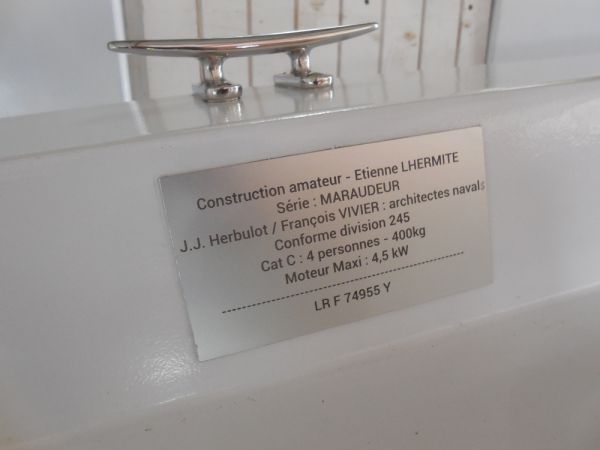 Construction amateur - Etienne LHERMITE
Série : MARAUDEUR
J.J. Herbulot / François VIVIER : architectes navals
Conforme division 245
Cat C : 4 personnes - 400kg
Moteur Maxi : 4,5 kW
--------------------------------------------------
LR F 74955 Y